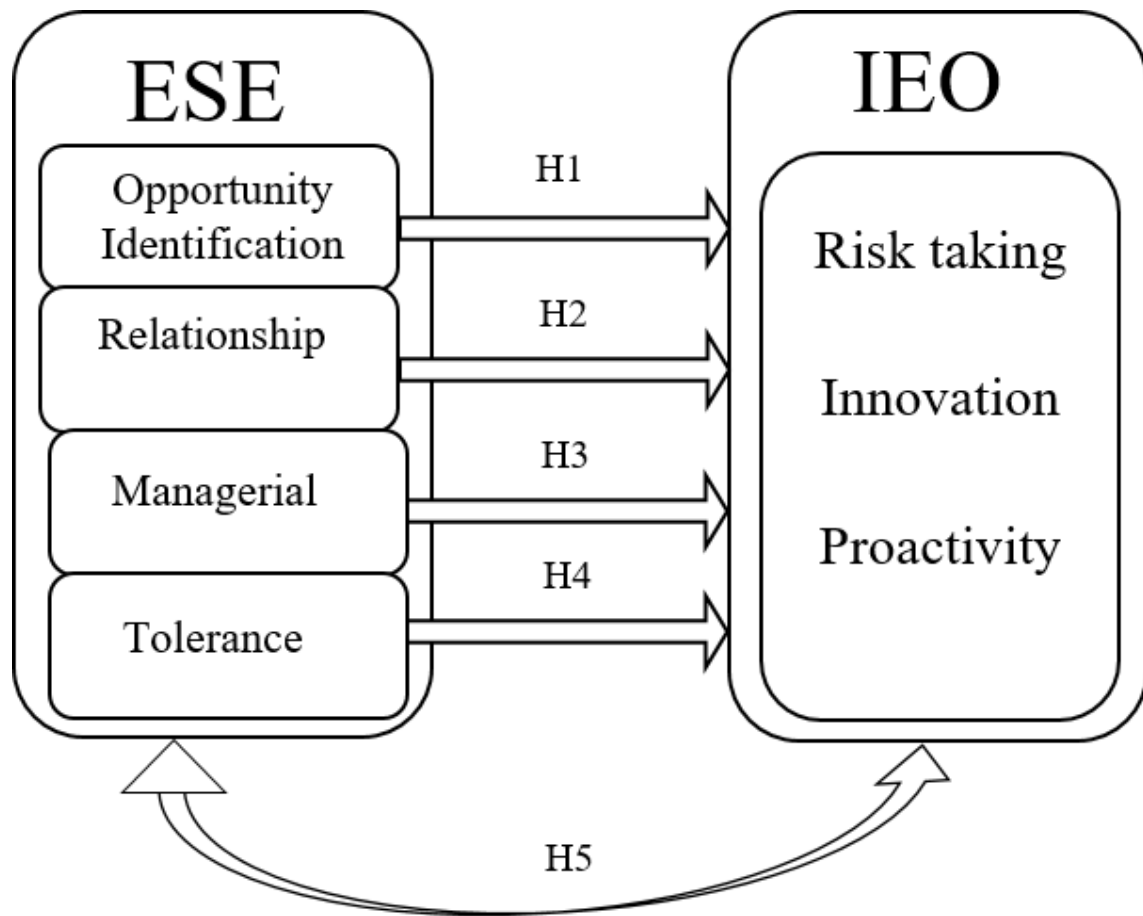 ESE
Opportunity
Identification
Relationship
Managerial
Tolerance
H1
H2
H3
H4
H5
IEO
Risk taking
Innovation
Proactivity